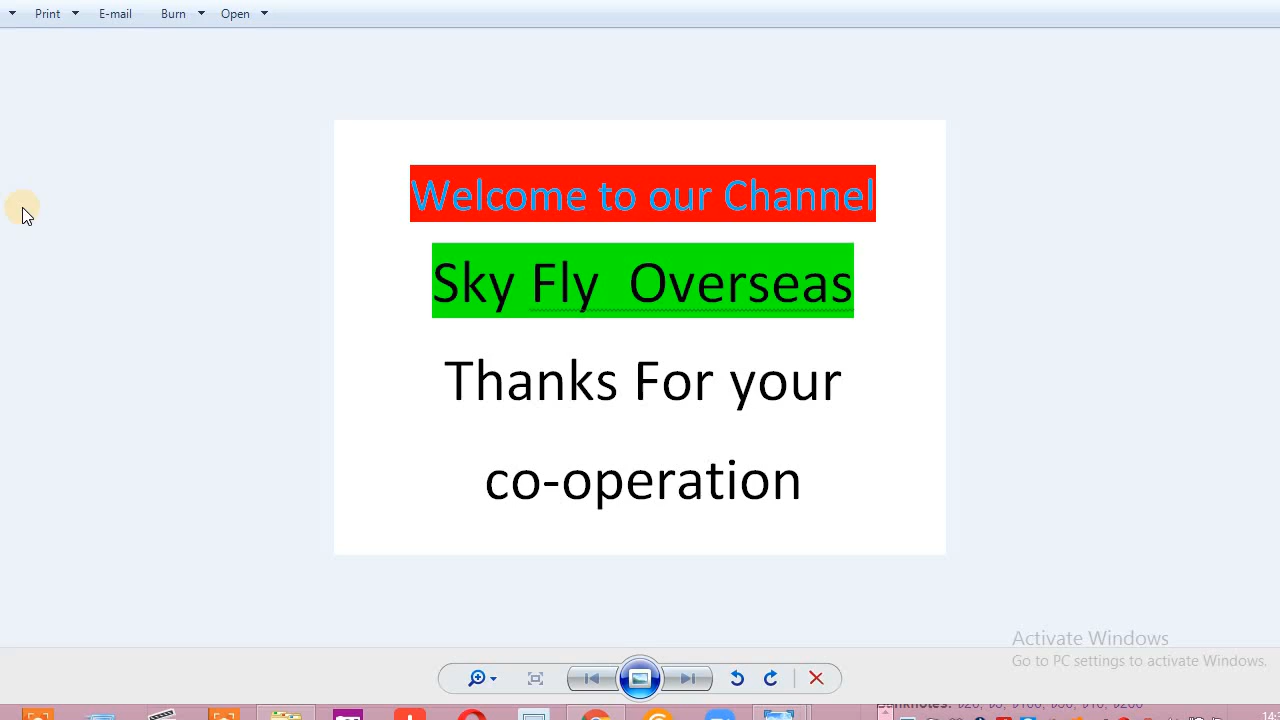 Print E-mail Burn Open
Welcome to our Channel
Sky Fly Overseas
Thanks For your
co-operation
Activate Windows
Go to PC settings to activate Windows.